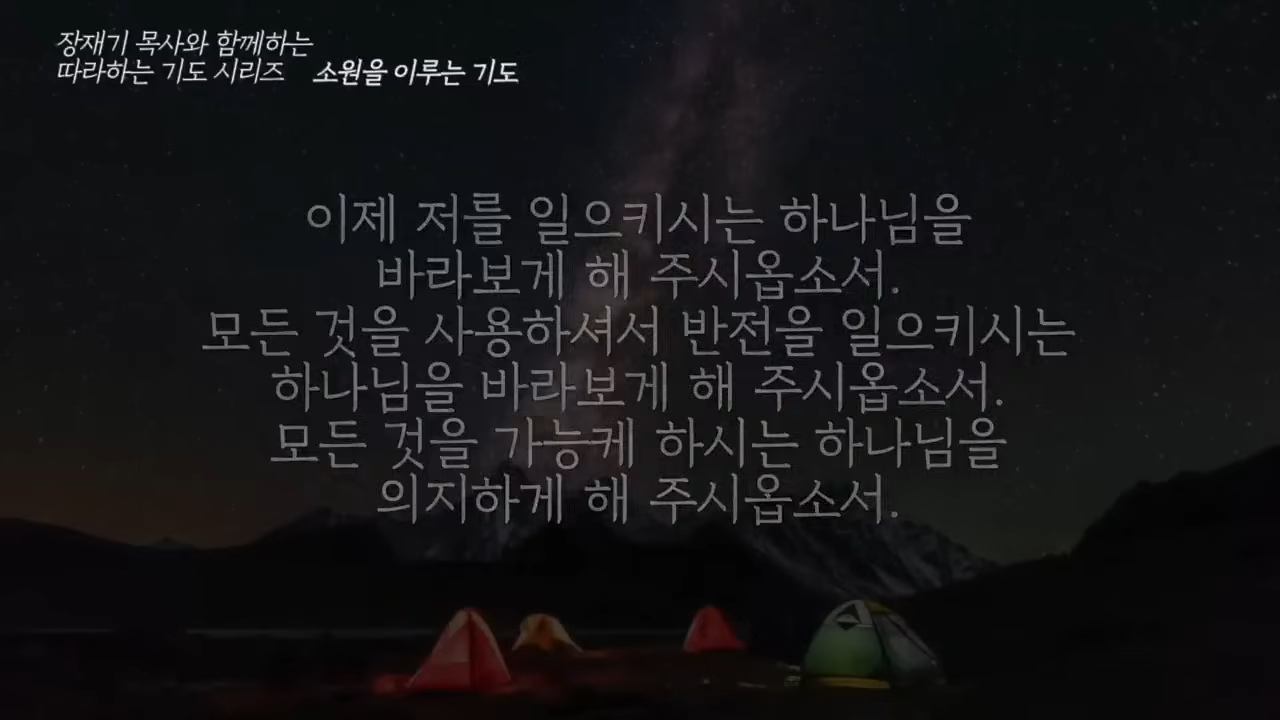 장재기 목사와 함께하는
따라하는 기도 시리즈 소원을 이루는 기도
이제 저를 일으키시는 하나님을
바라보게 해 주시옵소서.
모든 것을 사용하셔서 반전을 일으키시는
하나님을 바라보게 해 주시옵소서.
모든 것을 가능케 하시는 하나님을
의지하게 해 주시옵소서.